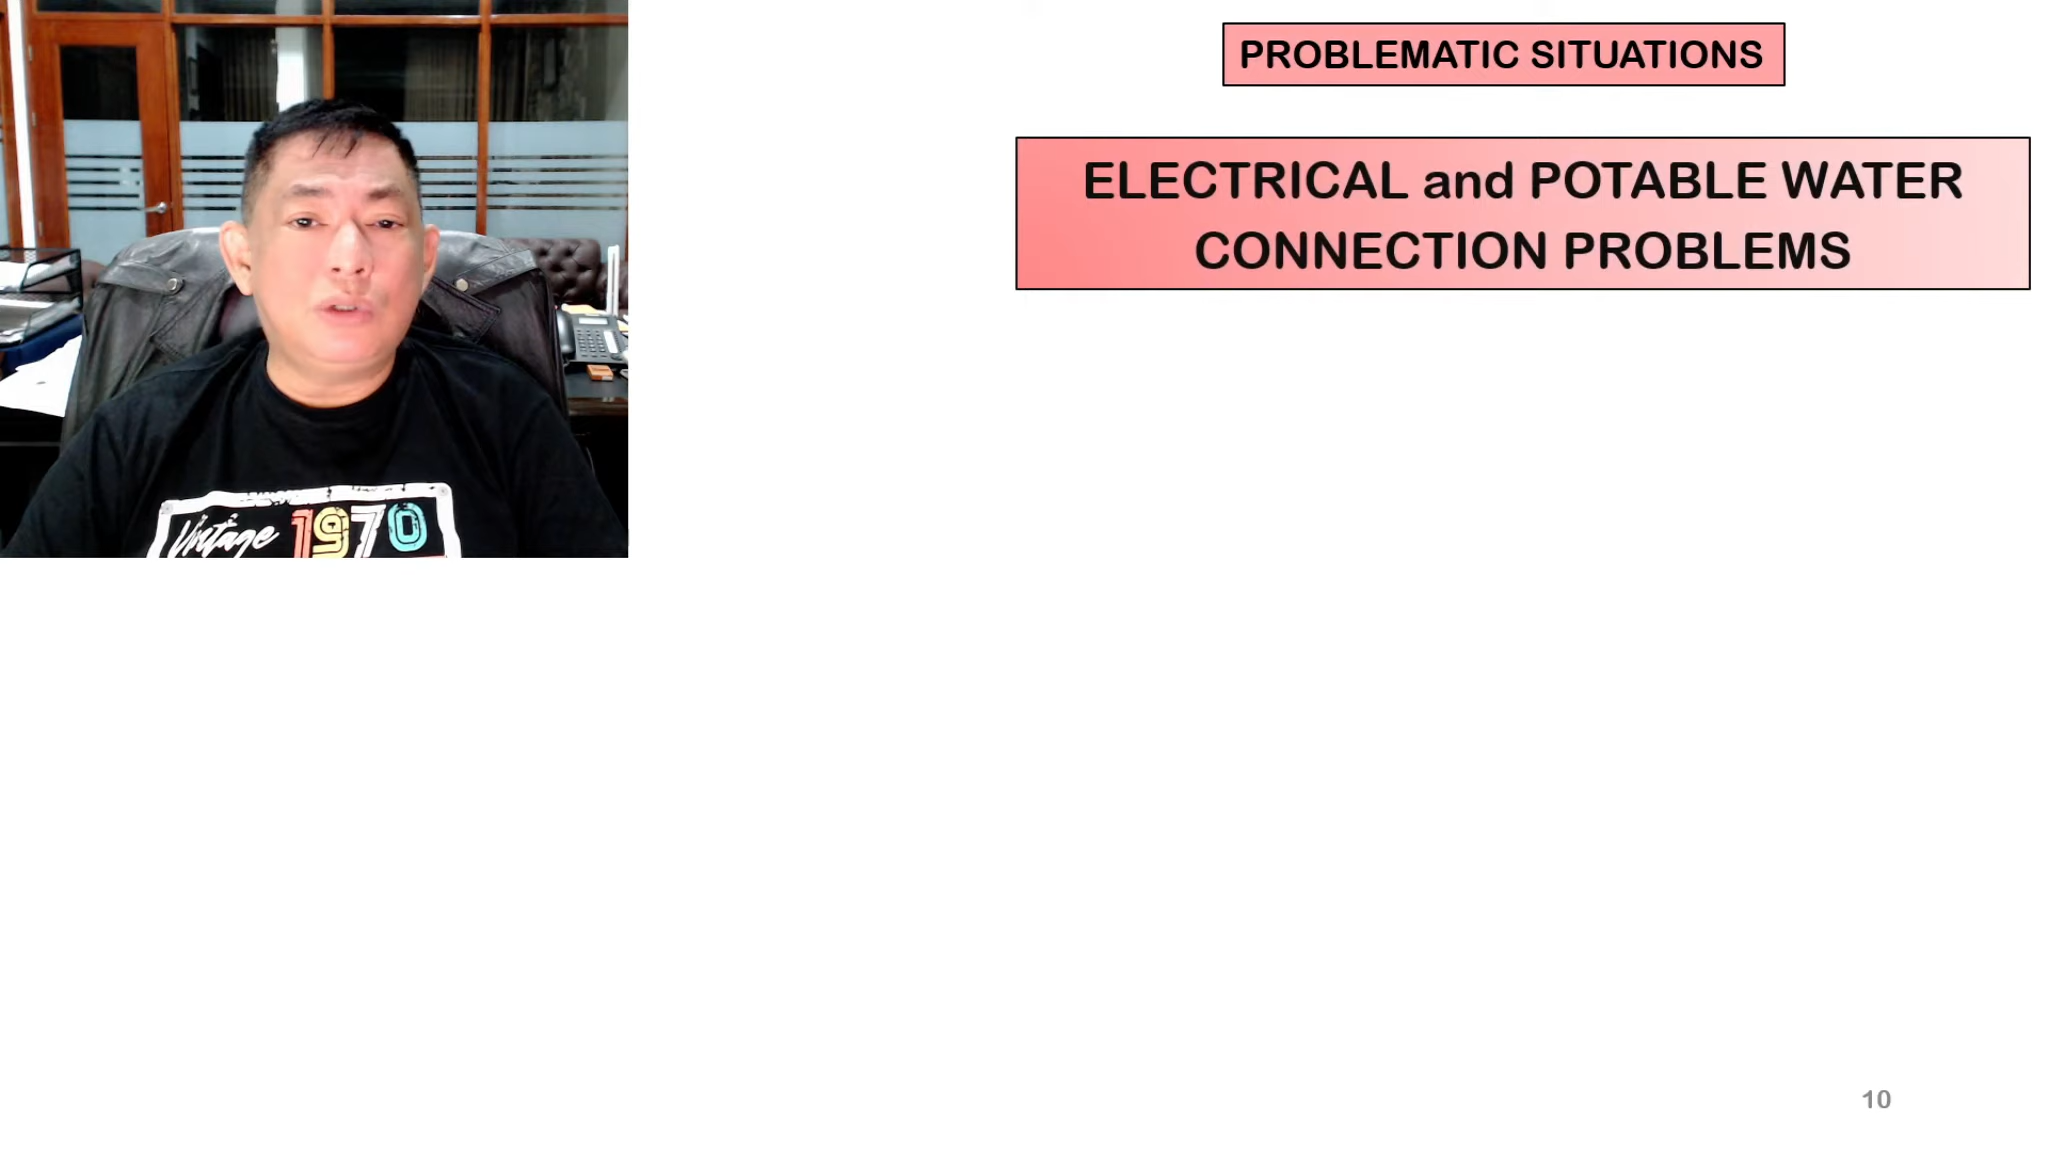 PROBLEMATIC SITUATIONS
ELECTRICAL and POTABLE WATER
CONNECTION PROBLEMS
Vintage 1970
10